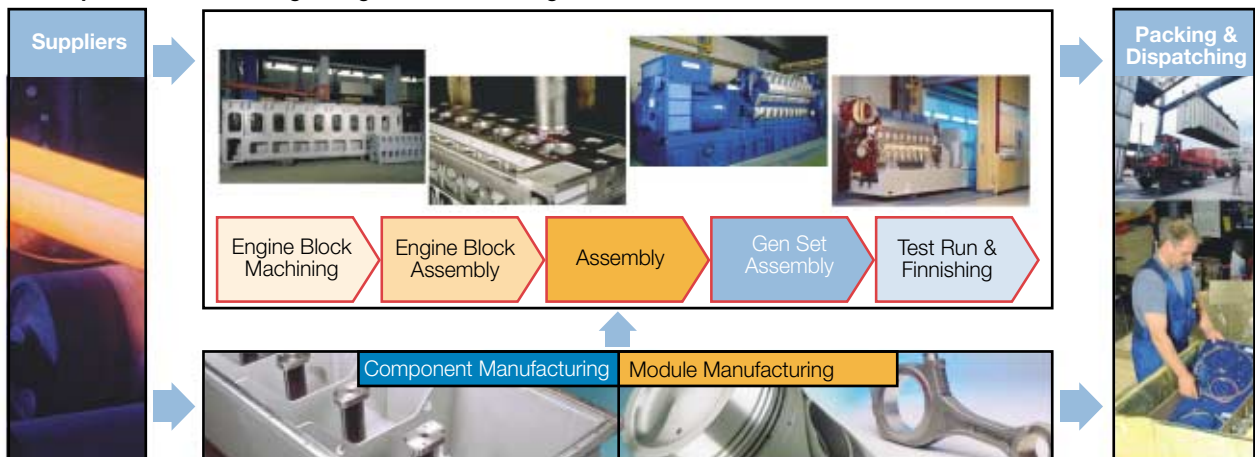 Suppliers
Packing &
Dispatching
Engine Block
Machining
Engine Block
Assembly
Assembly
Gen Set
Assembly
Test Run &
Finnishing
Component Manufacturing
Module Manufacturing